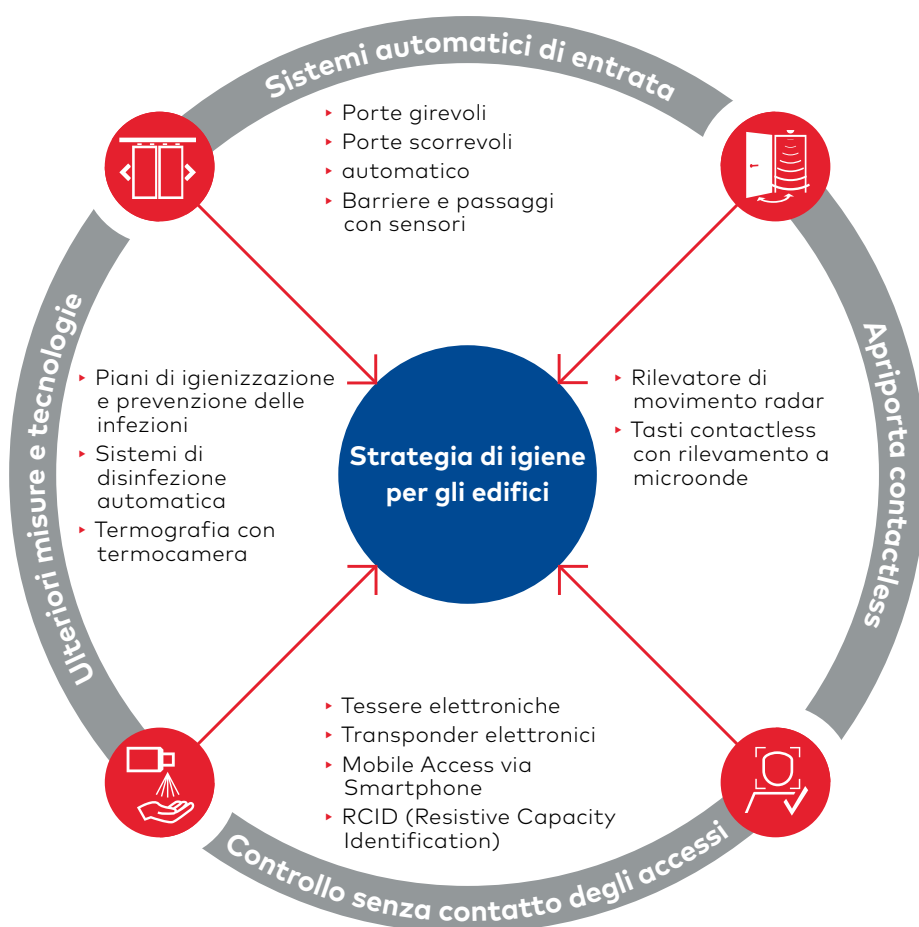 Sistemi automatici di entrata
‣ Porte girevoli
‣ Porte scorrevoli
‣ automatico
‣ Barriere e passaggi
con sensori
Apriporta contactless
‣ Rilevatore di
movimento radar
‣ Tasti contactless
con rilevamento a
microonde
Ulteriori misure e tecnologie
‣ Piani di igienizzazione
e prevenzione delle
infezioni
‣ Sistemi di
disinfezione
automatica
‣ Termografia con
termocamera
Strategia di igiene
per gli edifici
‣ Tessere elettroniche
‣ Transponder elettronici
‣ Mobile Access via
Smartphone
‣ RCID (Resistive Capacity
Identification)
Controllo senza contatto degli accessi